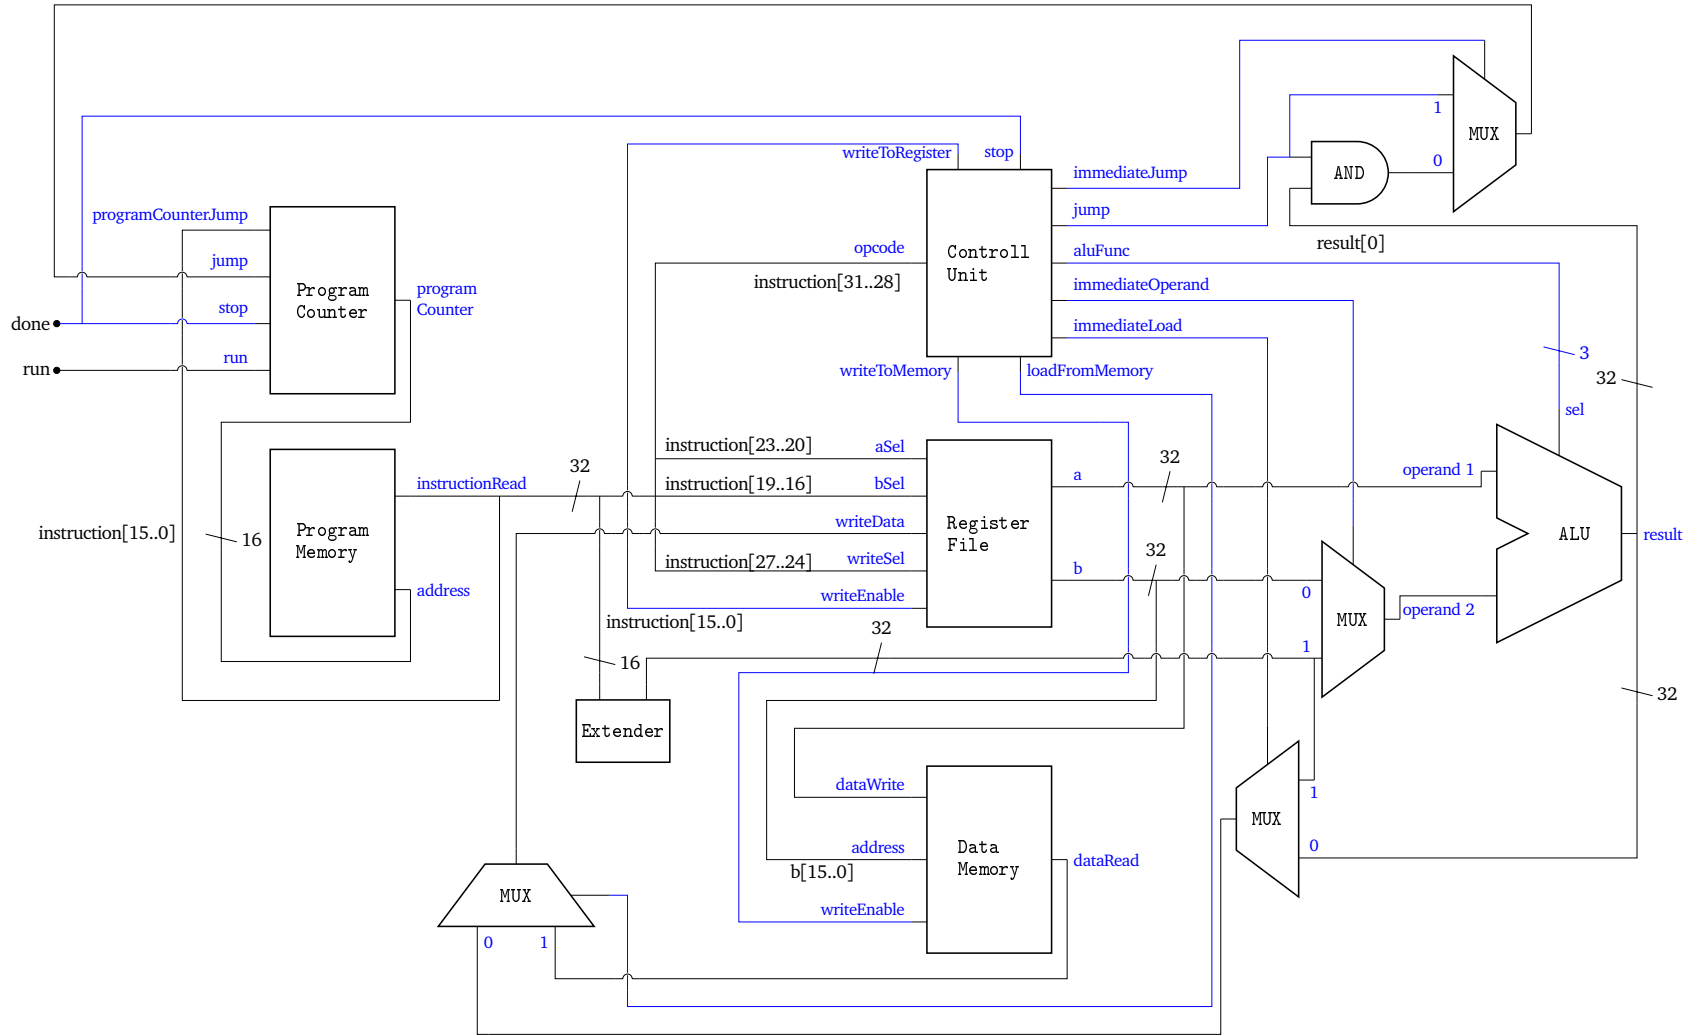 1
MUX
0
AND
result[0]
writeToRegister
stop
immediateJump
jump
aluFunc
immediateOperand
immediateLoad
opcode
instruction[31..28]
Controll
Unit
writeToMemory
loadFromMemory
programCounterJump
jump
stop
run
Program
Counter
program
Counter
done
run
3
32
sel
instruction[23..20]
aSel
instruction[19..16]
bSel
writeData
instruction[27..24]
writeSel
writeEnable
Register
File
a
b
32
32
32
instructionRead
Program
Memory
address
instruction[15..0]
16
operand 1
operand 2
ALU
result
0
MUX
1
instruction[15..0]
16
32
Extender
32
dataWrite
address
b[15..0]
writeEnable
Data
Memory
dataRead
1
MUX
0
MUX
0
1